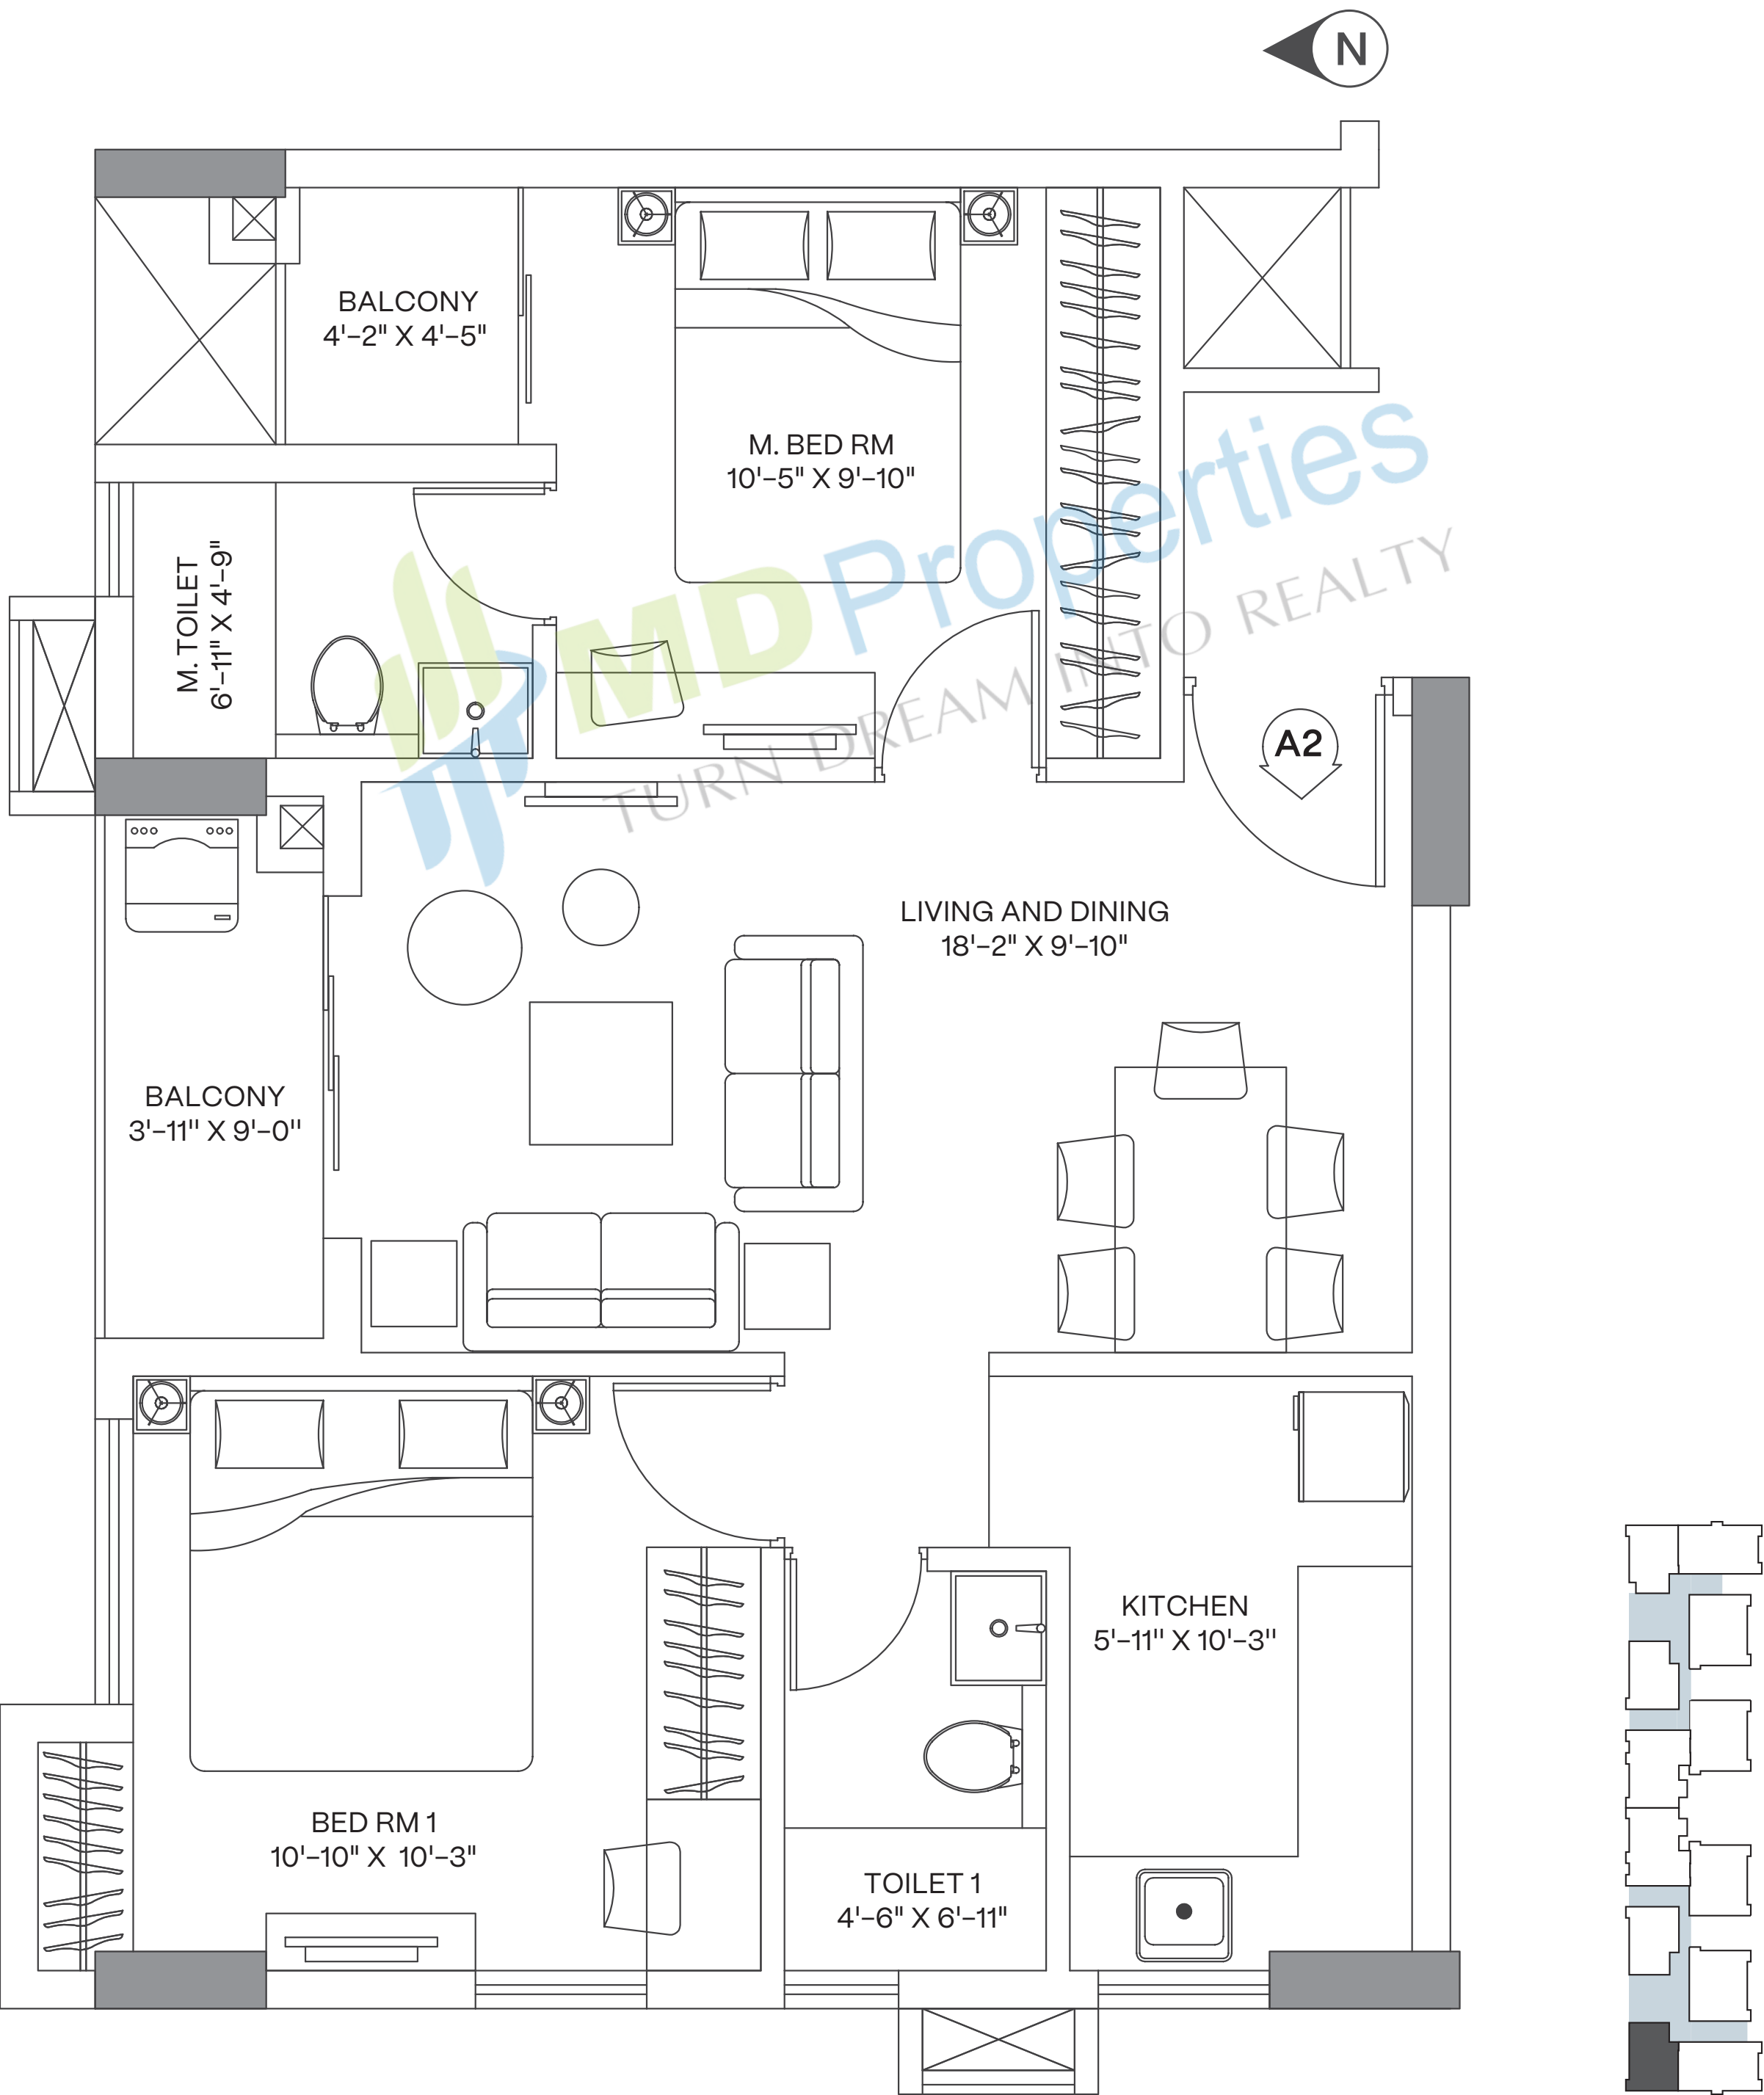 N
BALCONY
4'–2" X 4'–5"
M. BED RM
10'–5" X 9'–10"
M. TOILET
6'–11" X 4'–9"
MD Properties
TURN DREAM INTO REALTY
A2
LIVING AND DINING
18'–2" X 9'–10"
BALCONY
3'–11" X 9'–0"
KITCHEN
5'–11" X 10'–3"
BED RM 1
10'–10" X 10'–3"
TOILET 1
4'–6" X 6'–11"